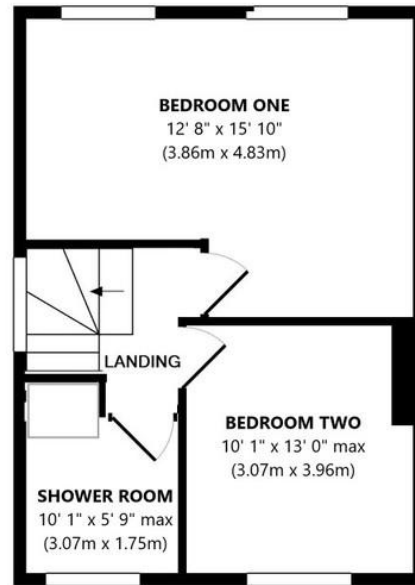 BEDROOM ONE
12' 8" x 15' 10"
(3.86m x 4.83m)
LANDING
BEDROOM TWO
10' 1" x 13' 0" max
(3.07m x 3.96m)
SHOWER ROOM
10' 1" x 5' 9" max
(3.07m x 1.75m)